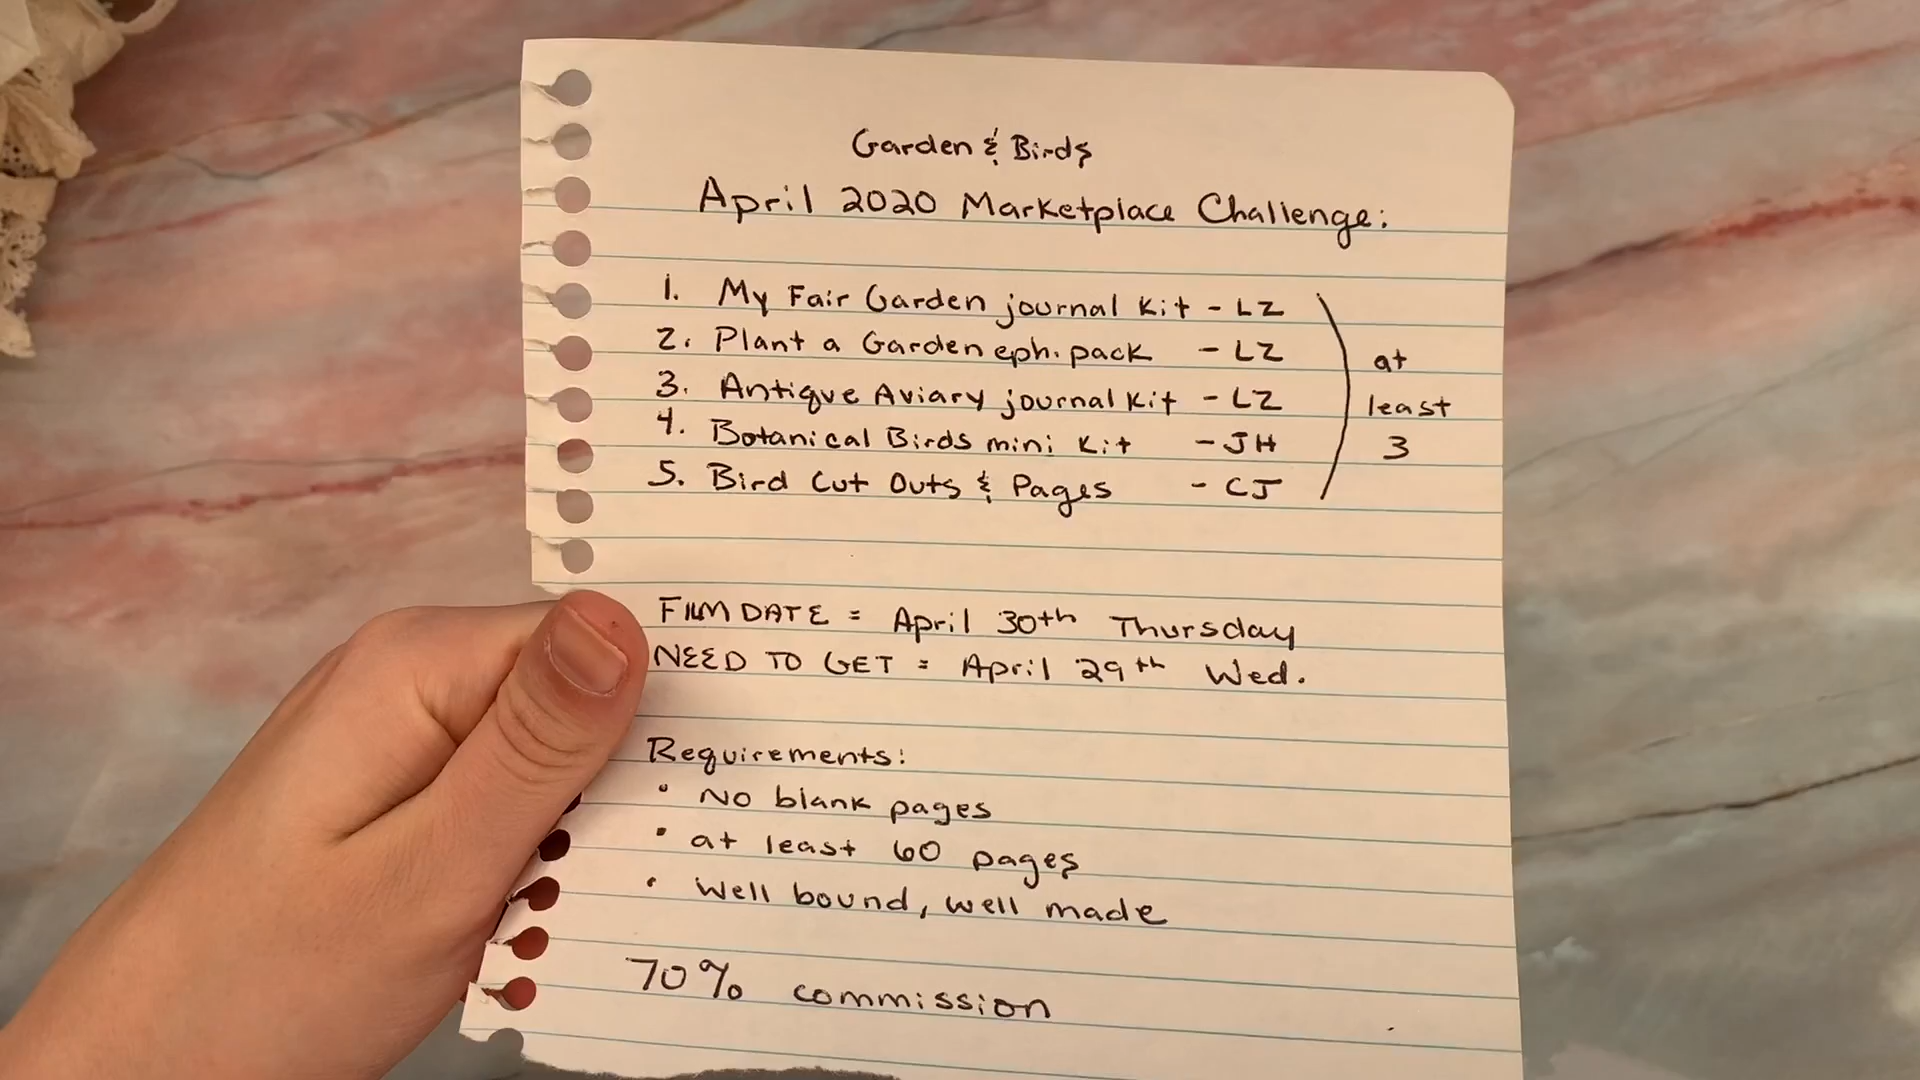 Garden & Birds
April 2020 Marketplace Challenge:
1. My Fair Garden journal Kit - LZ
2. Plant a Garden eph. pack - LZ
3. Antique Aviary journal Kit - LZ
4. Botanical Birds mini Kit - JH
5. Bird Cut Outs & Pages - CJ
at
least
3
FILM DATE = April 30th Thursday
NEED TO GET = April 29th Wed.
Requirements:
• No blank pages
• at least 60 pages
• Well bound, well made
70% commission